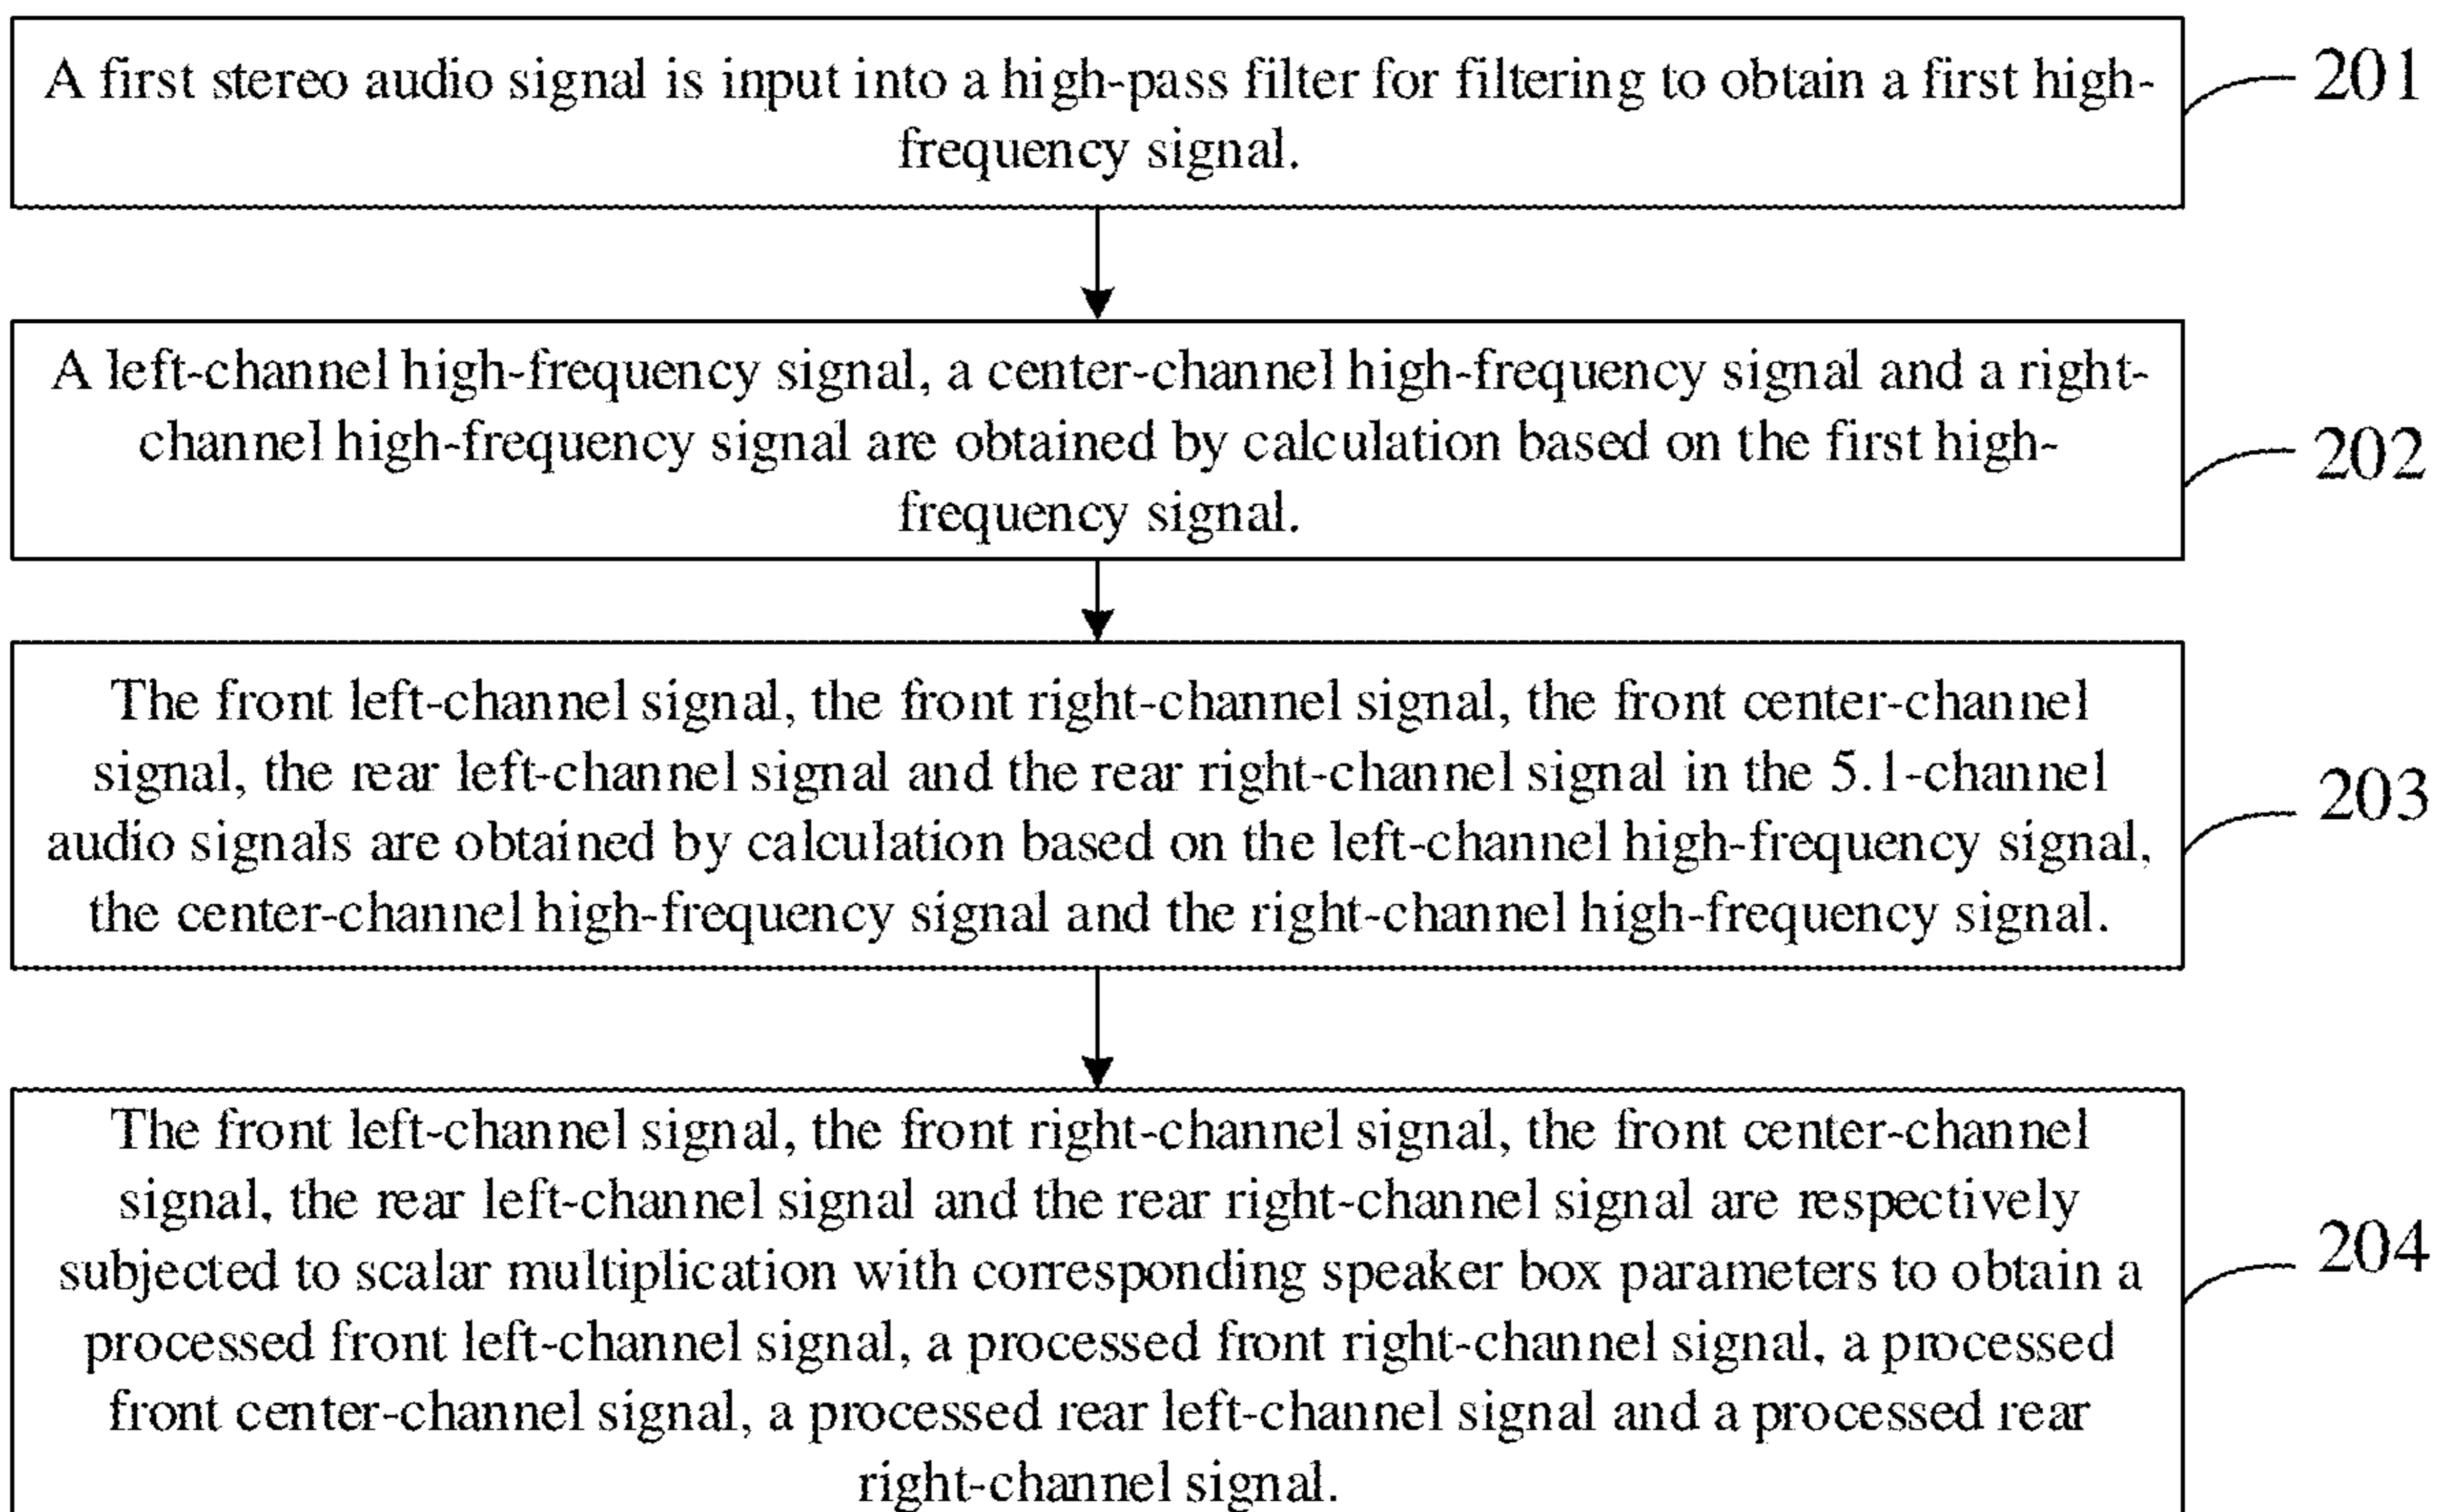 A first stereo audio signal is input into a high-pass filter for filtering to obtain a first high-
frequency signal.
201
A left-channel high-frequency signal, a center-channel high-frequency signal and a right-
channel high-frequency signal are obtained by calculation based on the first high-
frequency signal.
202
The front left-channel signal, the front right-channel signal, the front center-channel
signal, the rear left-channel signal and the rear right-channel signal in the 5.1-channel
audio signals are obtained by calculation based on the left-channel high-frequency signal,
the center-channel high-frequency signal and the right-channel high-frequency signal.
203
The front left-channel signal, the front right-channel signal, the front center-channel
signal, the rear left-channel signal and the rear right-channel signal are respectively
subjected to scalar multiplication with corresponding speaker box parameters to obtain a
processed front left-channel signal, a processed front right-channel signal, a processed
front center-channel signal, a processed rear left-channel signal and a processed rear
right-channel signal.
204